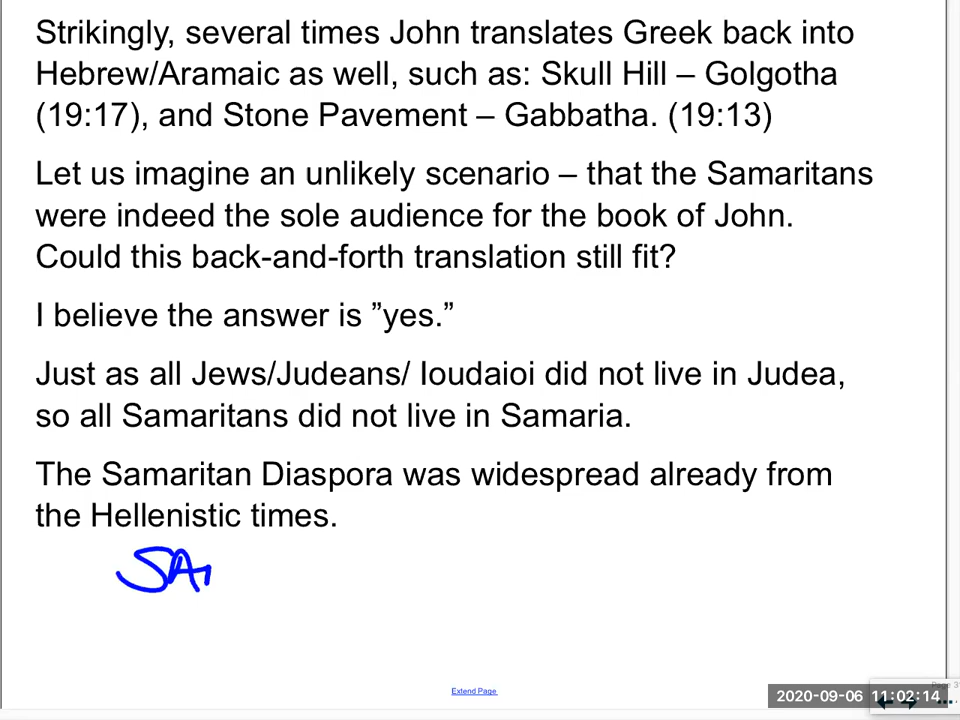 Strikingly, several times John translates Greek back into
Hebrew/Aramaic as well, such as: Skull Hill – Golgotha
(19:17), and Stone Pavement – Gabbatha. (19:13)
Let us imagine an unlikely scenario – that the Samaritans
were indeed the sole audience for the book of John.
Could this back-and-forth translation still fit?
I believe the answer is ”yes.”
Just as all Jews/Judeans/ Ioudaioi did not live in Judea,
so all Samaritans did not live in Samaria.
The Samaritan Diaspora was widespread already from
the Hellenistic times.
SA
Extend Page
2020-09-06 11:02:14